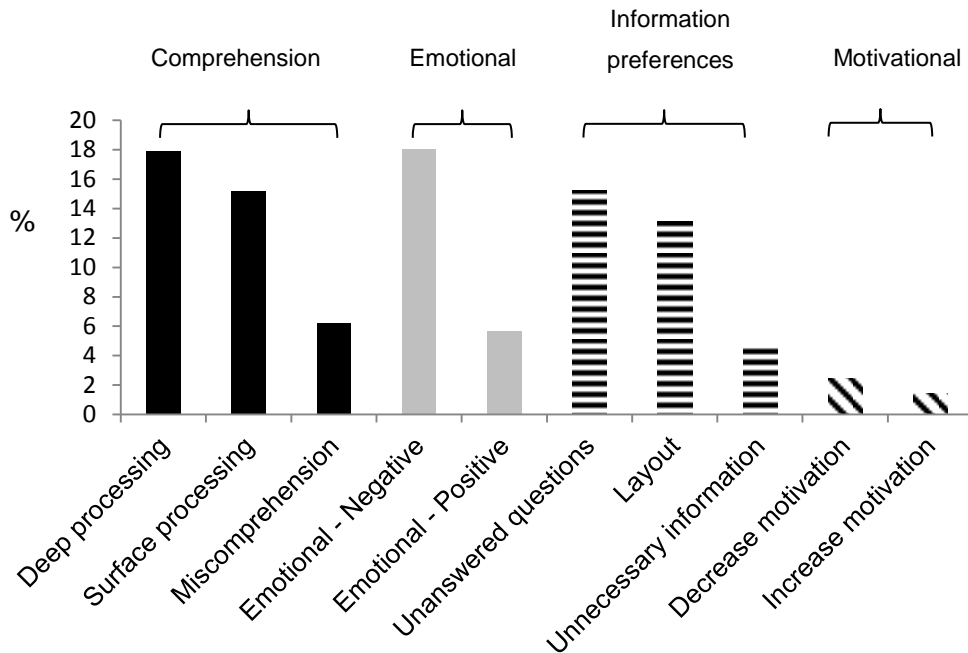 Information
preferences
Comprehension
Emotional
Motivational
%
20
18
16
14
12
10
8
6
4
2
0
Deep processing
Surface processing
Miscomprehension
Emotional - Negative
Emotional - Positive
Unanswered questions
Layout
Unnecessary information
Decrease motivation
Increase motivation